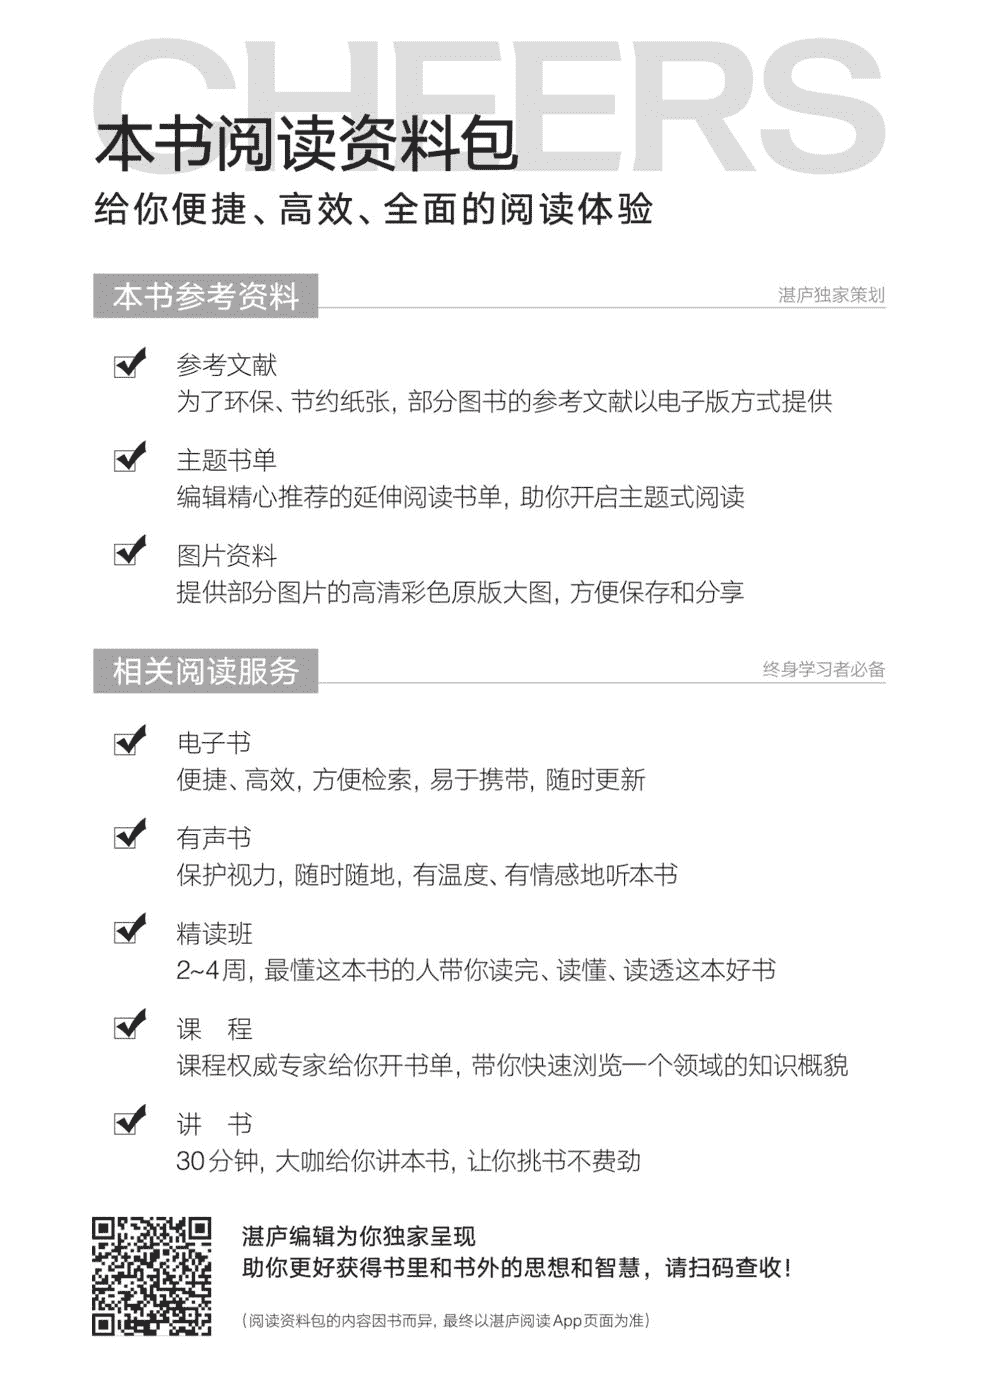 CHEERS
本书阅读资料包
给你便捷、高效、全面的阅读体验
本书参考资料
湛庐独家策划
参考文献
为了环保、节约纸张，部分图书的参考文献以电子版方式提供
主题书单
编辑精心推荐的延伸阅读书单，助你开启主题式阅读
图片资料
提供部分图片的高清彩色原版大图，方便保存和分享
相关阅读服务
终身学习者必备
电子书
便捷、高效，方便检索，易于携带，随时更新
有声书
保护视力，随时随地，有温度、有情感地听本书
精读班
2~4周，最懂这本书的人带你读完、读懂、读透这本好书
课　程
课程权威专家给你开书单，带你快速浏览一个领域的知识概貌
讲　书
30分钟，大咖给你讲本书，让你挑书不费劲
湛庐编辑为你独家呈现
助你更好获得书里和书外的思想和智慧，请扫码查收！
（阅读资料包的内容因书而异，最终以湛庐阅读App页面为准）